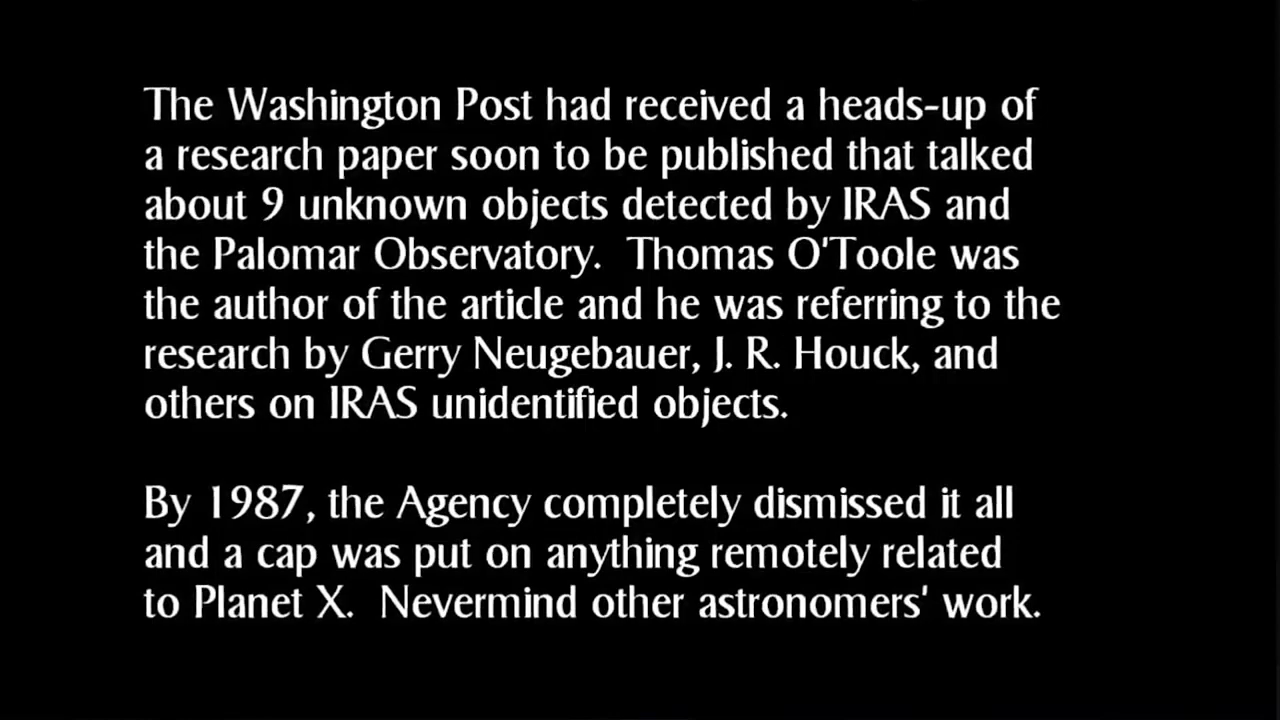 The Washington Post had received a heads-up of
a research paper soon to be published that talked
about 9 unknown objects detected by IRAS and
the Palomar Observatory.  Thomas O'Toole was
the author of the article and he was referring to the
research by Gerry Neugebauer, J. R. Houck, and
others on IRAS unidentified objects.

By 1987, the Agency completely dismissed it all
and a cap was put on anything remotely related
to Planet X.  Nevermind other astronomers' work.